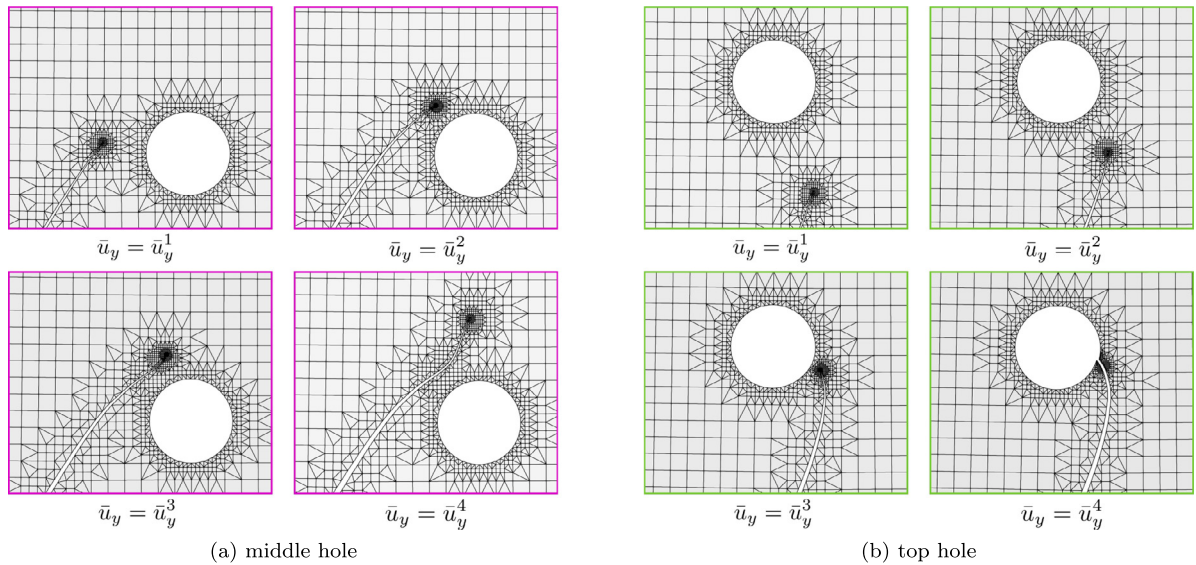 ū_y = ū_y^1
ū_y = ū_y^2
ū_y = ū_y^3
ū_y = ū_y^4
(a) middle hole
ū_y = ū_y^1
ū_y = ū_y^2
ū_y = ū_y^3
ū_y = ū_y^4
(b) top hole